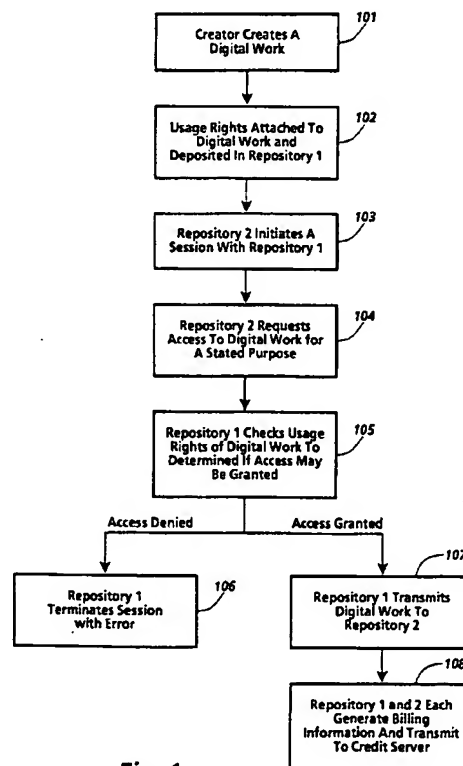 101
Creator Creates A
Digital Work
102
Usage Rights Attached To
Digital Work and
Deposited In Repository 1
103
Repository 2 Initiates A
Session With Repository 1
104
Repository 2 Requests
Access To Digital Work for
A Stated Purpose
105
Repository 1 Checks Usage
Rights of Digital Work To
Determined If Access May
Be Granted
Access Denied
Access Granted
106
Repository 1
Terminates Session
with Error
107
Repository 1 Transmits
Digital Work To
Repository 2
108
Repository 1 and 2 Each
Generate Billing
Information And Transmit
To Credit Server